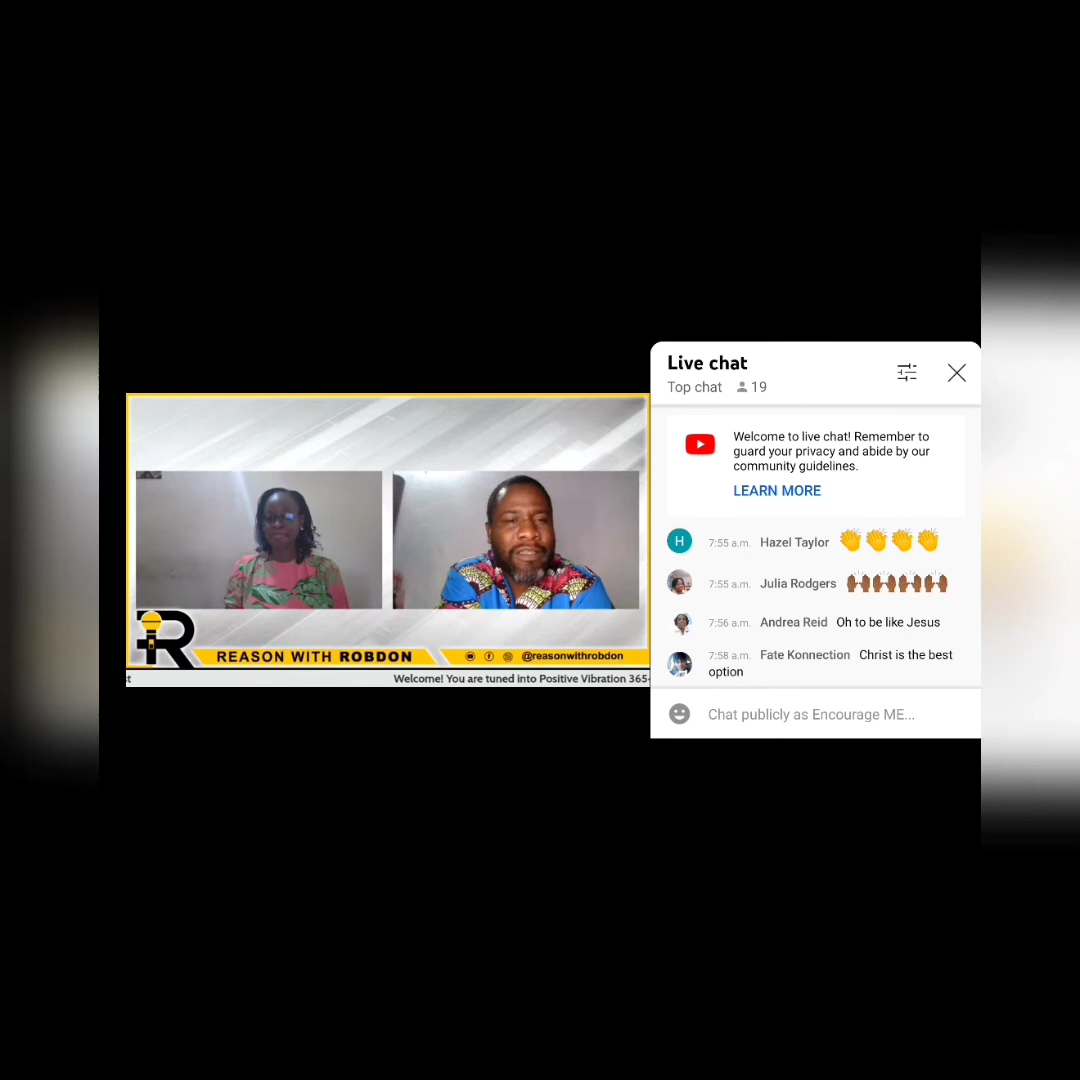 R
REASON WITH ROBDON
@reasonwithrobdon
st
Welcome! You are tuned into Positive Vibration 365-
Live chat
Top chat 19
Welcome to live chat! Remember to
guard your privacy and abide by our
community guidelines.
LEARN MORE
H
7:55 a.m. Hazel Taylor 👏👏👏👏
7:55 a.m. Julia Rodgers 🙌🏾🙌🏾🙌🏾🙌🏾
7:56 a.m. Andrea Reid Oh to be like Jesus
7:58 a.m. Fate Konnection Christ is the best
option
Chat publicly as Encourage ME...